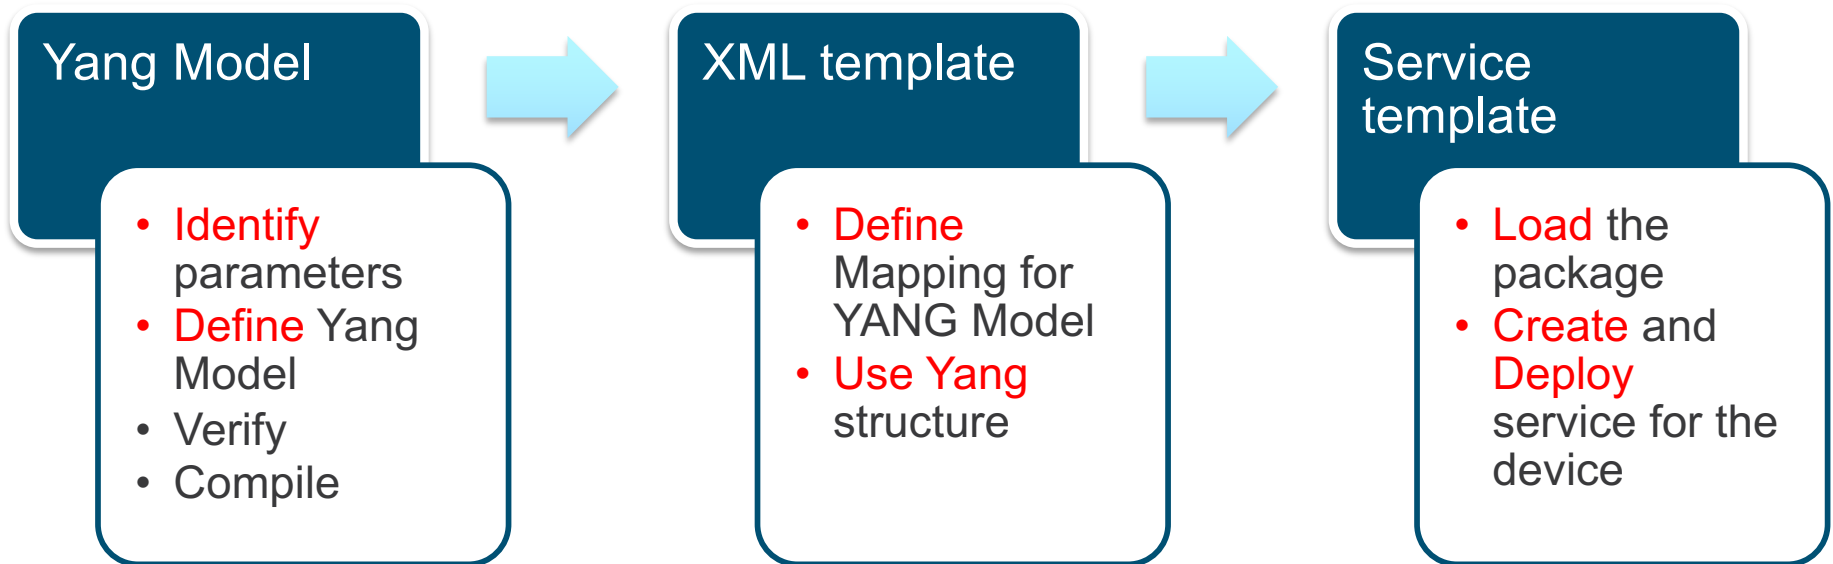 Yang Model
• Identify
parameters
• Define Yang
Model
• Verify
• Compile
XML template
• Define
Mapping for
YANG Model
• Use Yang
structure
Service
template
• Load the
package
• Create and
Deploy
service for the
device